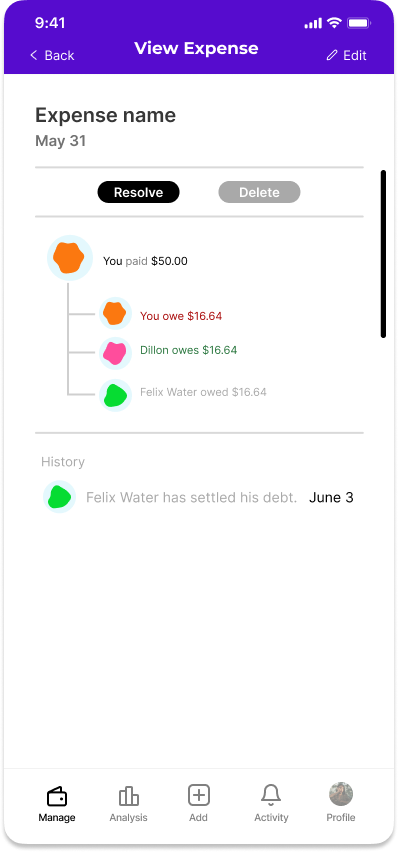 9:41
Back
View Expense
Edit
Expense name
May 31
Resolve
Delete
You paid $50.00
You owe $16.64
Dillon owes $16.64
Felix Water owed $16.64
History
Felix Water has settled his debt. June 3
Manage
Analysis
Add
Activity
Profile